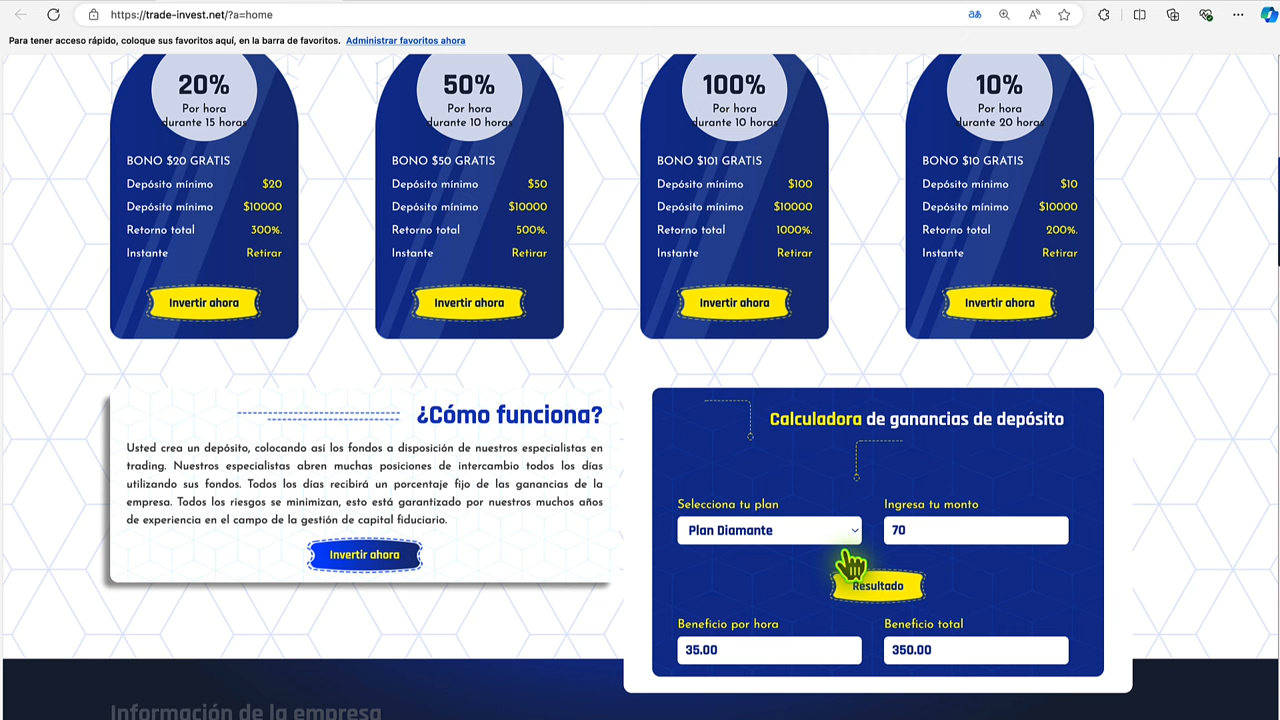 https://trade-invest.net/?a=home
Para tener acceso rápido, coloque sus favoritos aquí, en la barra de favoritos. Administrar favoritos ahora
20%
Por hora
durante 15 horas
BONO $20 GRATIS
Depósito mínimo $20
Depósito mínimo $10000
Retorno total 300%.
Instante Retirar
Invertir ahora
50%
Por hora
durante 10 horas
BONO $50 GRATIS
Depósito mínimo $50
Depósito mínimo $10000
Retorno total 500%.
Instante Retirar
Invertir ahora
100%
Por hora
durante 10 horas
BONO $101 GRATIS
Depósito mínimo $100
Depósito mínimo $10000
Retorno total 1000%.
Instante Retirar
Invertir ahora
10%
Por hora
durante 20 horas
BONO $10 GRATIS
Depósito mínimo $10
Depósito mínimo $10000
Retorno total 200%.
Instante Retirar
Invertir ahora
¿Cómo funciona?
Usted crea un depósito, colocando así los fondos a disposición de nuestros especialistas en
trading. Nuestros especialistas abren muchas posiciones de intercambio todos los días
utilizando sus fondos. Todos los días recibirá un porcentaje fijo de las ganancias de la
empresa. Todos los riesgos se minimizan, esto está garantizado por nuestros muchos años
de experiencia en el campo de la gestión de capital fiduciario.
Invertir ahora
Calculadora de ganancias de depósito
Selecciona tu plan
Ingresa tu monto
Plan Diamante
70
Resultado
Beneficio por hora
Beneficio total
35.00
350.00
Información de la empresa